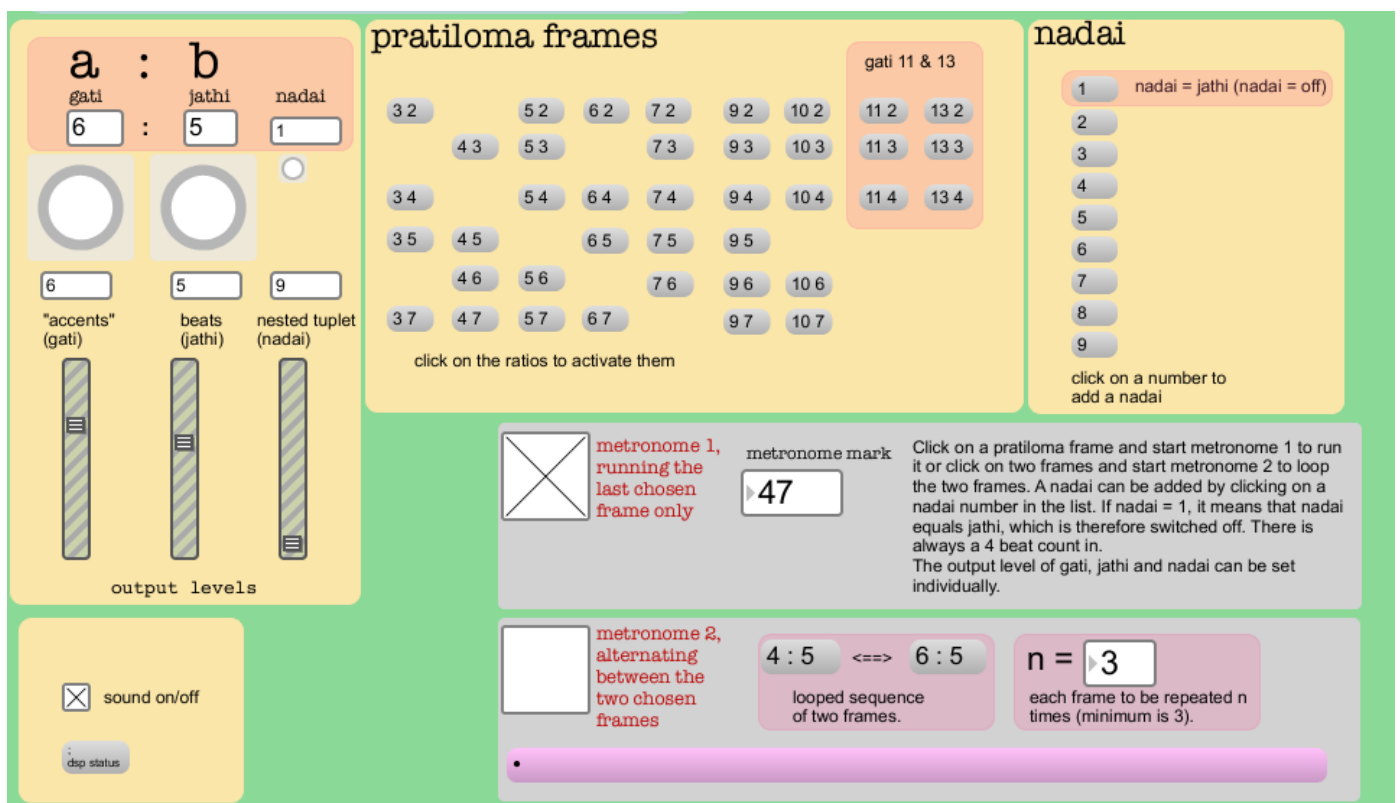 a : b
gati jathi nadai
6 : 5 1
6 5 9
"accents" beats nested tuplet
(gati) (jathi) (nadai)
output levels
sound on/off
:
dsp status
pratiloma frames
gati 11 & 13
3 2 5 2 6 2 7 2 9 2 10 2 11 2 13 2
4 3 5 3 7 3 9 3 10 3 11 3 13 3
3 4 5 4 6 4 7 4 9 4 10 4 11 4 13 4
3 5 4 5 6 5 7 5 9 5
4 6 5 6 7 6 9 6 10 6
3 7 4 7 5 7 6 7 9 7 10 7
click on the ratios to activate them
nadai
1 nadai = jathi (nadai = off)
2
3
4
5
6
7
8
9
click on a number to
add a nadai
metronome 1,
running the
last chosen
frame only
metronome mark
47
Click on a pratiloma frame and start metronome 1 to run
it or click on two frames and start metronome 2 to loop
the two frames. A nadai can be added by clicking on a
nadai number in the list. If nadai = 1, it means that nadai
equals jathi, which is therefore switched off. There is
always a 4 beat count in.
The output level of gati, jathi and nadai can be set
individually.
metronome 2,
alternating
between the
two chosen
frames
4 : 5 <==> 6 : 5
looped sequence
of two frames.
n = 3
each frame to be repeated n
times (minimum is 3).